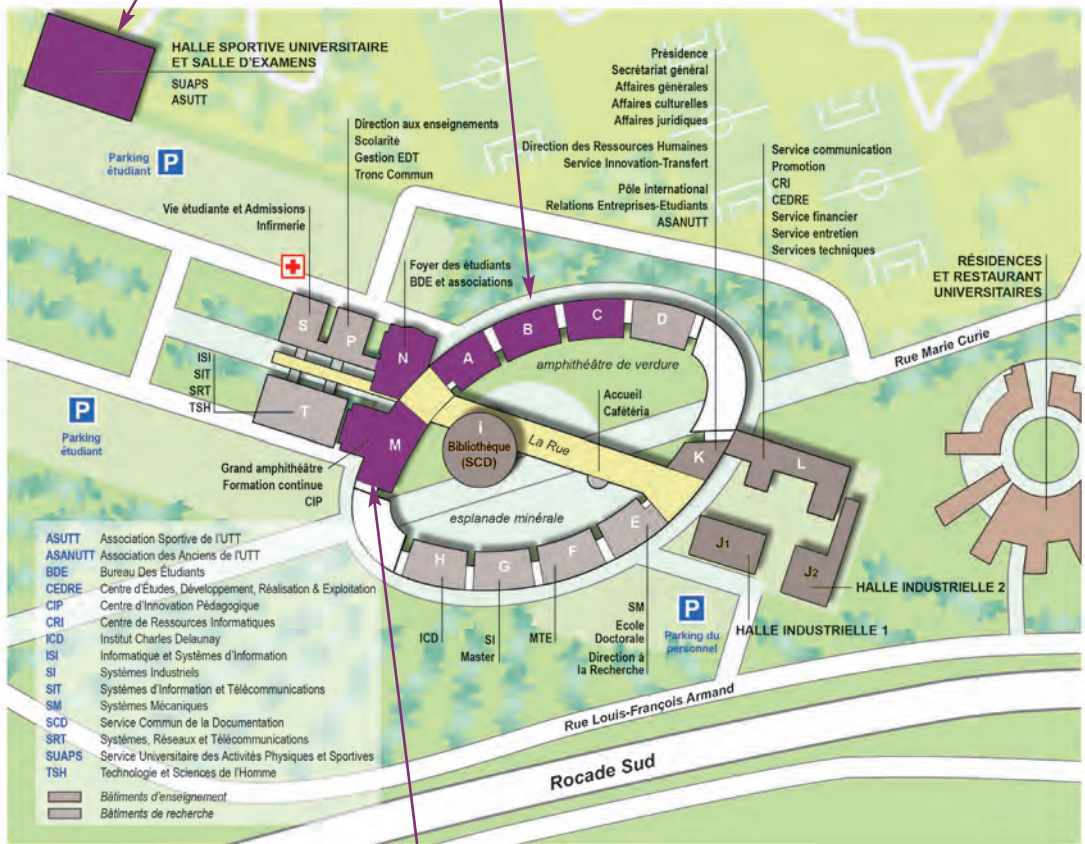 HALLE SPORTIVE UNIVERSITAIRE
ET SALLE D'EXAMENS
SUAPS
ASUTT
Parking
étudiant
P
Direction aux enseignements
Scolarité
Gestion EDT
Tronc Commun
Vie étudiante et Admissions
Infirmerie
Foyer des étudiants
BDE et associations
Présidence
Secrétariat général
Affaires générales
Affaires culturelles
Affaires juridiques
Direction des Ressources Humaines
Service Innovation-Transfert
Pôle international
Relations Entreprises-Etudiants
ASANUTT
Service communication
Promotion
CRI
CEDRE
Service financier
Service entretien
Services techniques
RÉSIDENCES
ET RESTAURANT
UNIVERSITAIRES
Rue Marie Curie
S
P
N
A
B
C
D
amphithéâtre de verdure
ISI
SIT
SRT
TSH
T
M
P
Parking
étudiant
i
Bibliothèque
(SCD)
La Rue
Accueil
Cafétéria
K
L
Grand amphithéâtre
Formation continue
CIP
esplanade minérale
H
G
F
E
J1
J2
HALLE INDUSTRIELLE 2
HALLE INDUSTRIELLE 1
ICD
SI
Master
MTE
SM
Ecole
Doctorale
Direction à
la Recherche
P
Parking du
personnel
Rue Louis-François Armand
Rocade Sud
ASUTT Association Sportive de l'UTT
ASANUTT Association des Anciens de l'UTT
BDE Bureau Des Étudiants
CEDRE Centre d'Études, Développement, Réalisation & Exploitation
CIP Centre d'Innovation Pédagogique
CRI Centre de Ressources Informatiques
ICD Institut Charles Delaunay
ISI Informatique et Systèmes d'Information
SI Systèmes Industriels
SIT Systèmes d'Information et Télécommunications
SM Systèmes Mécaniques
SCD Service Commun de la Documentation
SRT Systèmes, Réseaux et Télécommunications
SUAPS Service Universitaire des Activités Physiques et Sportives
TSH Technologie et Sciences de l'Homme
Bâtiments d'enseignement
Bâtiments de recherche